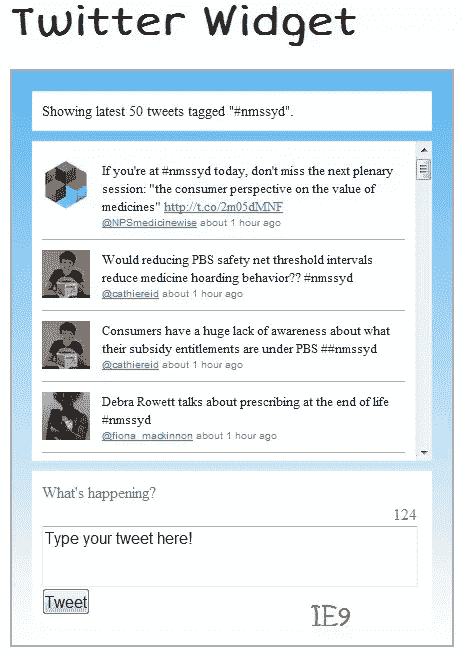 Twitter Widget
Showing latest 50 tweets tagged "#nmssyd".
If you're at #nmssyd today, don't miss the next plenary
session: "the consumer perspective on the value of
medicines" http://t.co/2m05dMNF
@NPSmedicinewise about 1 hour ago
Would reducing PBS safety net threshold intervals
reduce medicine hoarding behavior?? #nmssyd
@cathiereid about 1 hour ago
Consumers have a huge lack of awareness about what
their subsidy entitlements are under PBS ##nmssyd
@cathiereid about 1 hour ago
Debra Rowett talks about prescribing at the end of life
#nmssyd
@fiona_mackinnon about 1 hour ago
What's happening?
124
Type your tweet here!
Tweet
IE9